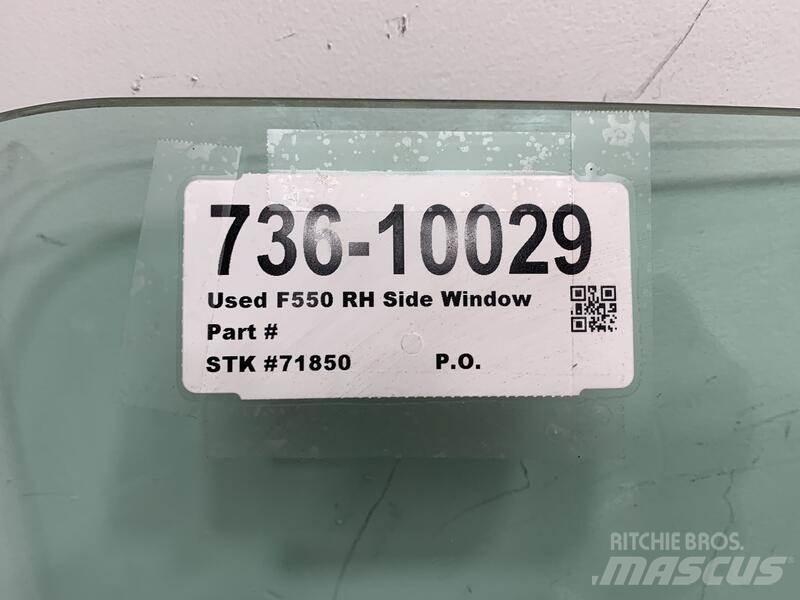 736-10029
Used F550 RH Side Window
Part #
STK #71850 P.O.
RITCHIE BROS.
MASCUS